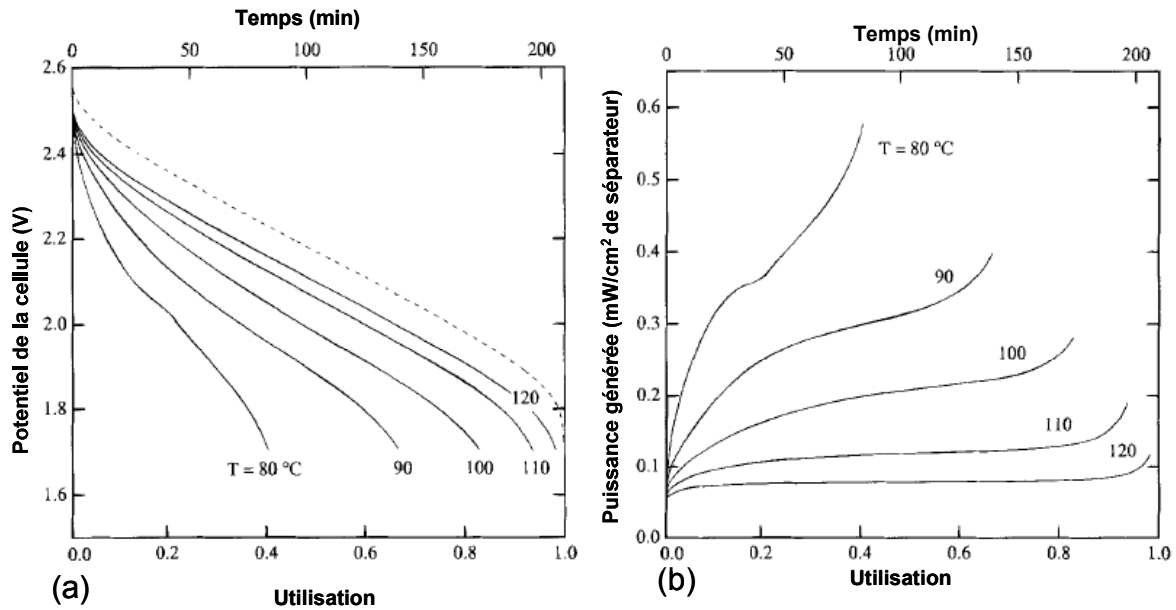 Temps (min)
0 50 100 150 200
Potentiel de la cellule (V)
2.6
2.4
2.2
2.0
1.8
1.6
120
T = 80 °C 90 100 110
0.0 0.2 0.4 0.6 0.8 1.0
(a)
Utilisation
Temps (min)
0 50 100 150 200
Puissance générée (mW/cm² de séparateur)
0.6
0.5
0.4
0.3
0.2
0.1
0.0
T = 80 °C
90
100
110
120
0.0 0.2 0.4 0.6 0.8 1.0
(b)
Utilisation